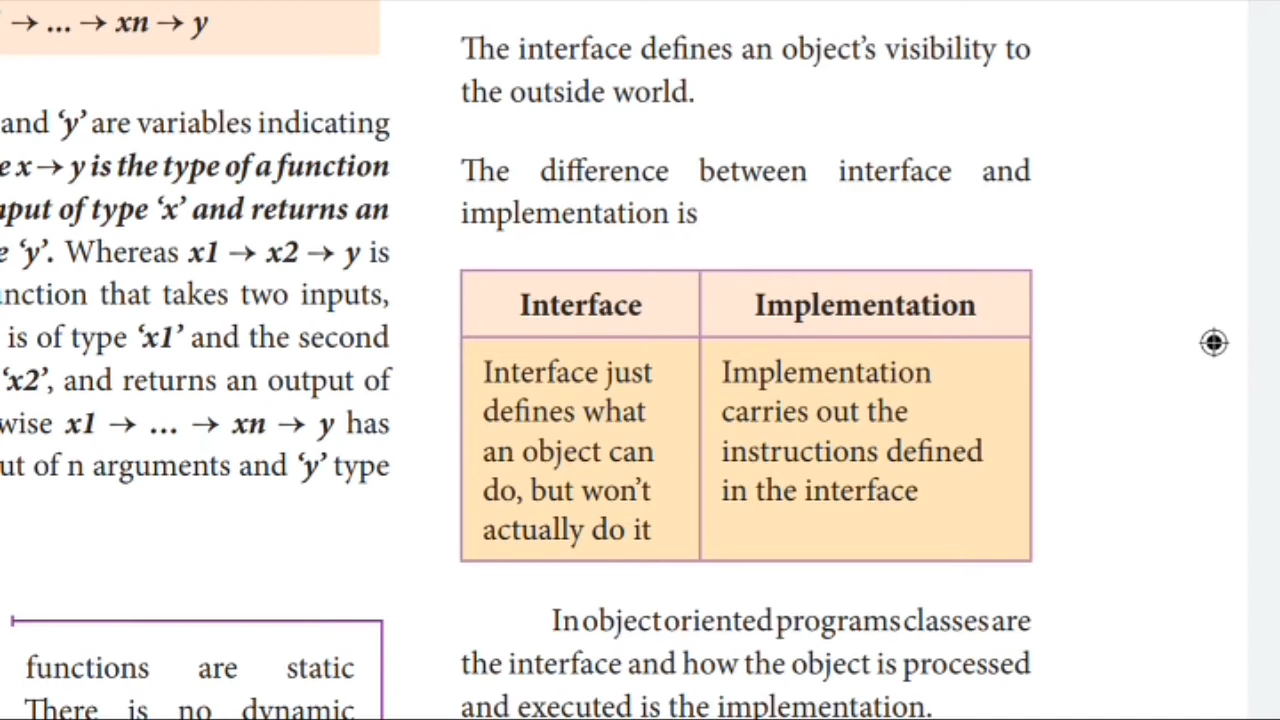 → ... → xn → y
and ‘y’ are variables indicating
x → y is the type of a function
of type ‘x’ and returns an
‘y’. Whereas x1 → x2 → y is
that takes two inputs,
is of type ‘x1’ and the second
‘x2’, and returns an output of
x1 → ... → xn → y has
of n arguments and ‘y’ type
functions are static
There is no dynamic
The interface defines an object’s visibility to
the outside world.
The difference between interface and
implementation is
Interface
Implementation
Interface just
defines what
an object can
do, but won’t
actually do it
Implementation
carries out the
instructions defined
in the interface
In object oriented programs classes are
the interface and how the object is processed
and executed is the implementation.